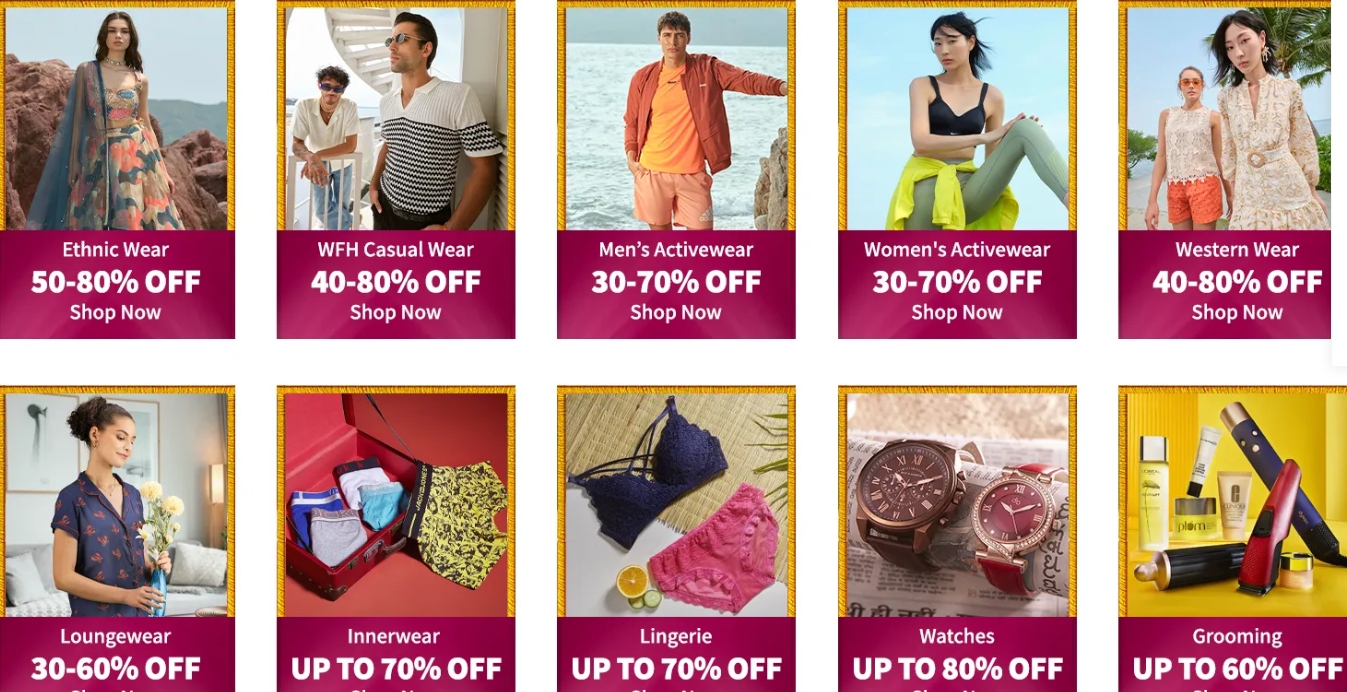 Ethnic Wear
50-80% OFF
Shop Now
WFH Casual Wear
40-80% OFF
Shop Now
Men's Activewear
30-70% OFF
Shop Now
Women's Activewear
30-70% OFF
Shop Now
Western Wear
40-80% OFF
Shop Now
Loungewear
30-60% OFF
Innerwear
UP TO 70% OFF
Lingerie
UP TO 70% OFF
Watches
UP TO 80% OFF
plum
CLINIQUE
Grooming
UP TO 60% OFF